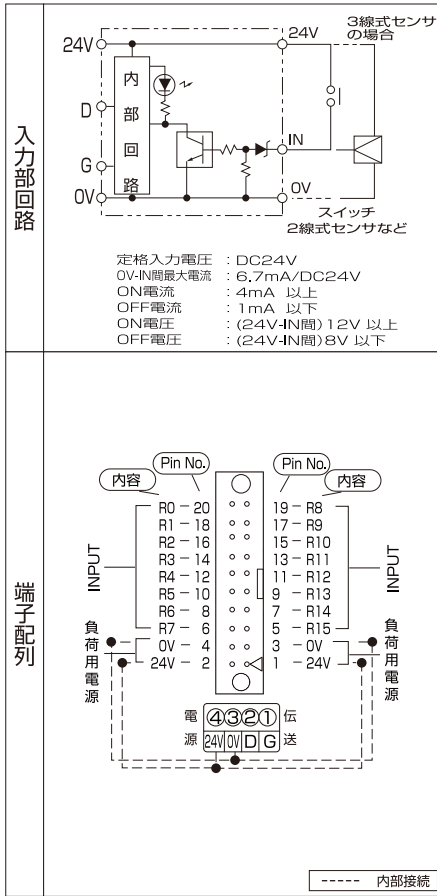 入力部回路
24V
D
G
0V
内部回路
24V
IN
0V
3線式センサ
の場合
スイッチ
2線式センサなど
定格入力電圧 : DC24V
0V-IN間最大電流 : 6.7mA/DC24V
ON電流 : 4mA 以上
OFF電流 : 1mA 以下
ON電圧 : (24V-IN間)12V 以上
OFF電圧 : (24V-IN間)8V 以下
端子配列
内容 Pin No. Pin No. 内容
R0 - 20 19 - R8
R1 - 18 17 - R9
R2 - 16 15 - R10
R3 - 14 13 - R11
R4 - 12 11 - R12
R5 - 10 9 - R13
R6 - 8 7 - R14
R7 - 6 5 - R15
0V - 4 3 - 0V
24V - 2 1 - 24V
INPUT
INPUT
負荷用電源
負荷用電源
電源
④③②①
24V 0V D G
伝送
----- 内部接続